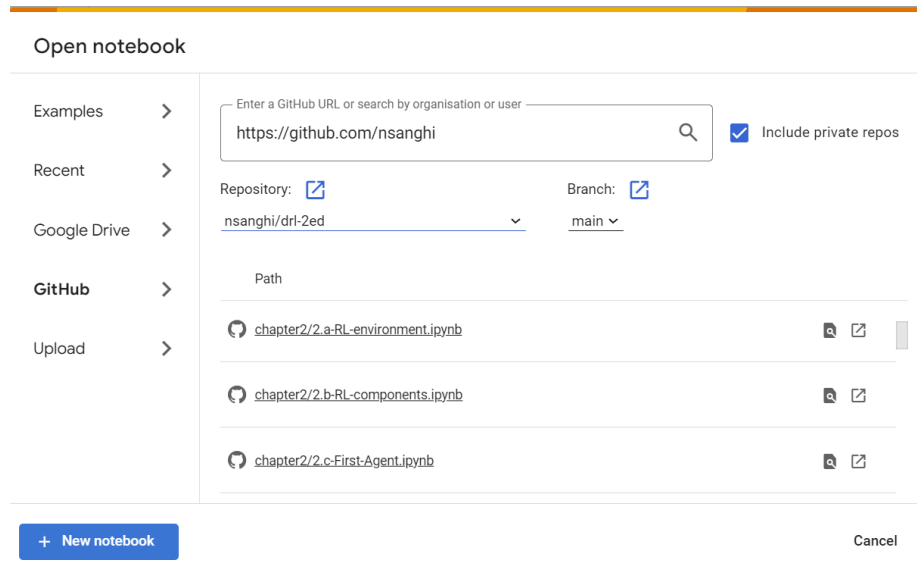 Open notebook
Examples
Recent
Google Drive
GitHub
Upload
Enter a GitHub URL or search by organisation or user
https://github.com/nsanghi
Include private repos
Repository:
Branch:
nsanghi/drl-2ed
main
Path
chapter2/2.a-RL-environment.ipynb
chapter2/2.b-RL-components.ipynb
chapter2/2.c-First-Agent.ipynb
+ New notebook
Cancel